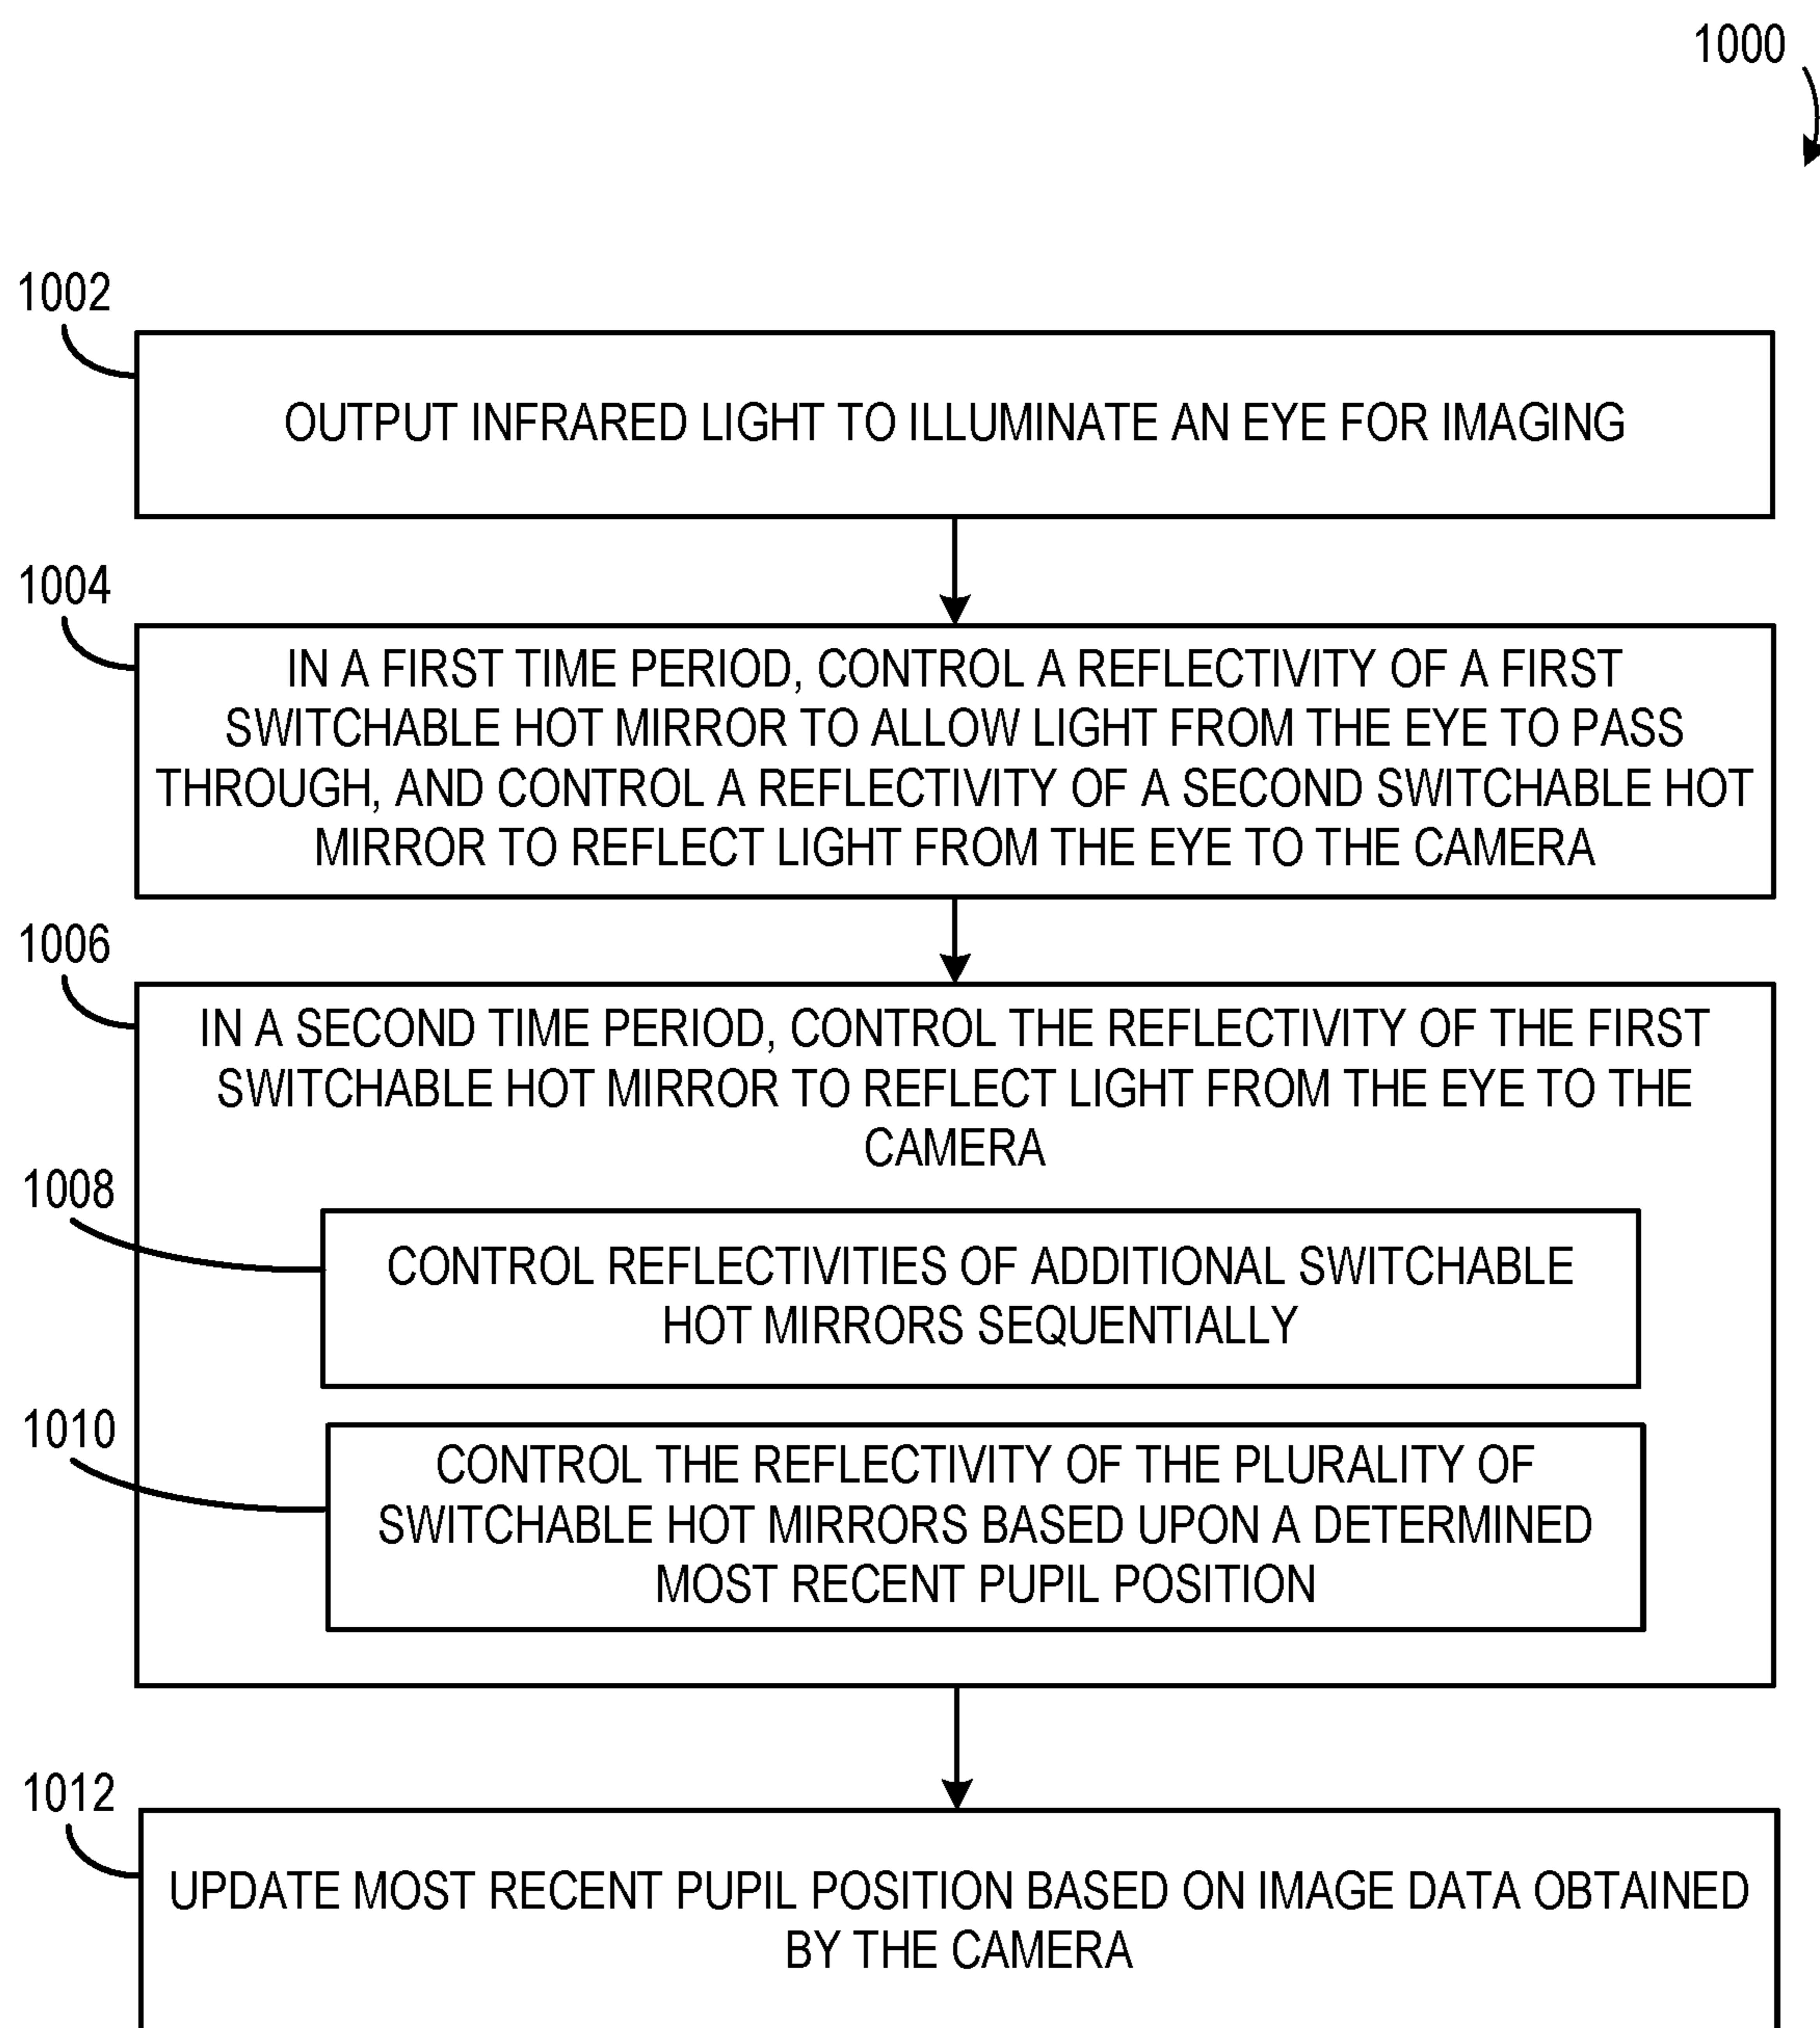 1000
1002
OUTPUT INFRARED LIGHT TO ILLUMINATE AN EYE FOR IMAGING
1004
IN A FIRST TIME PERIOD, CONTROL A REFLECTIVITY OF A FIRST
SWITCHABLE HOT MIRROR TO ALLOW LIGHT FROM THE EYE TO PASS
THROUGH, AND CONTROL A REFLECTIVITY OF A SECOND SWITCHABLE HOT
MIRROR TO REFLECT LIGHT FROM THE EYE TO THE CAMERA
1006
IN A SECOND TIME PERIOD, CONTROL THE REFLECTIVITY OF THE FIRST
SWITCHABLE HOT MIRROR TO REFLECT LIGHT FROM THE EYE TO THE
CAMERA
1008
CONTROL REFLECTIVITIES OF ADDITIONAL SWITCHABLE
HOT MIRRORS SEQUENTIALLY
1010
CONTROL THE REFLECTIVITY OF THE PLURALITY OF
SWITCHABLE HOT MIRRORS BASED UPON A DETERMINED
MOST RECENT PUPIL POSITION
1012
UPDATE MOST RECENT PUPIL POSITION BASED ON IMAGE DATA OBTAINED
BY THE CAMERA